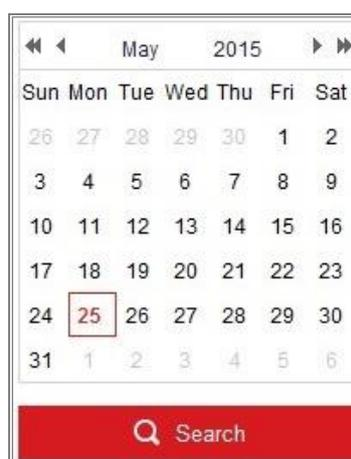 May 2015
Sun Mon Tue Wed Thu Fri Sat
26 27 28 29 30 1 2
3 4 5 6 7 8 9
10 11 12 13 14 15 16
17 18 19 20 21 22 23
24 25 26 27 28 29 30
31 1 2 3 4 5 6
Search